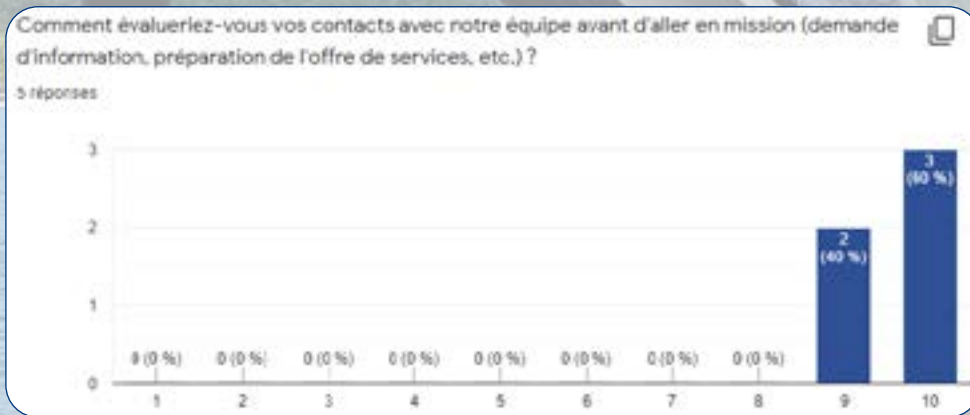 Comment évalueriez-vous vos contacts avec notre équipe avant d'aller en mission (demande
d'information, préparation de l'offre de services, etc.) ?
5 réponses
3
2
1
0
3
(60 %)
2
(40 %)
0 (0 %) 0 (0 %) 0 (0 %) 0 (0 %) 0 (0 %) 0 (0 %) 0 (0 %) 0 (0 %)
1 2 3 4 5 6 7 8 9 10